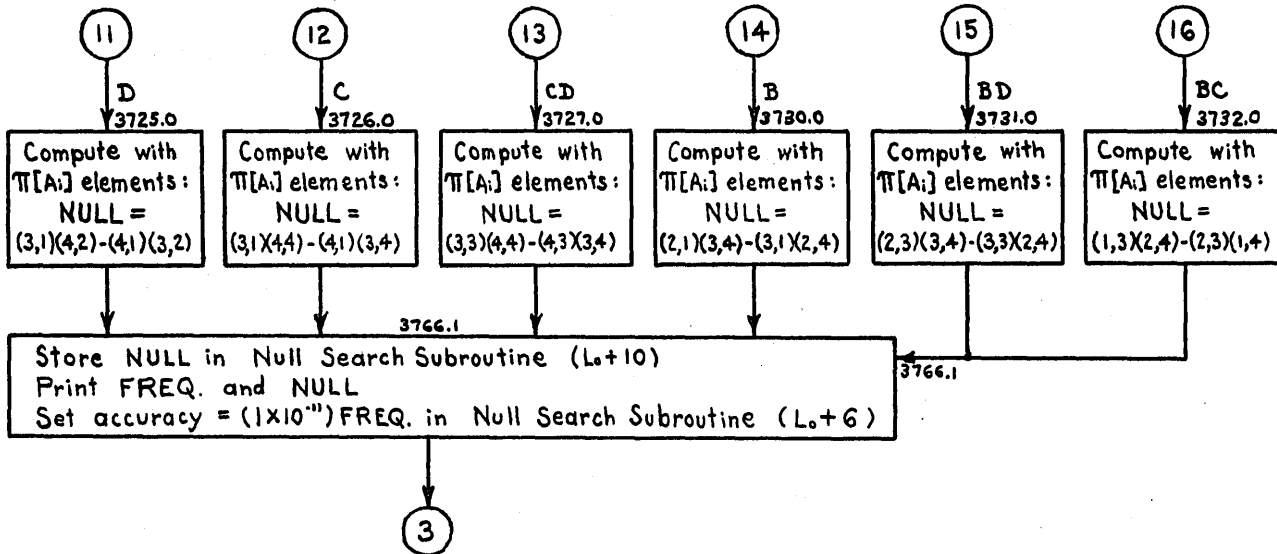 11
12
13
14
15
16
D
3725.0
C
3726.0
CD
3727.0
B
3730.0
BD
3731.0
BC
3732.0
Compute with
π[Ai] elements:
NULL =
(3,1)(4,2)-(4,1)(3,2)
Compute with
π[Ai] elements:
NULL =
(3,1)(4,4)-(4,1)(3,4)
Compute with
π[Ai] elements:
NULL =
(3,3)(4,4)-(4,3)(3,4)
Compute with
π[Ai] elements:
NULL =
(2,1)(3,4)-(3,1)(2,4)
Compute with
π[Ai] elements:
NULL =
(2,3)(3,4)-(3,3)(2,4)
Compute with
π[Ai] elements:
NULL =
(1,3)(2,4)-(2,3)(1,4)
3766.1
Store NULL in Null Search Subroutine (L₀+10)
Print FREQ. and NULL
Set accuracy = (1X10⁻¹¹) FREQ. in Null Search Subroutine (L₀+6)
3766.1
3